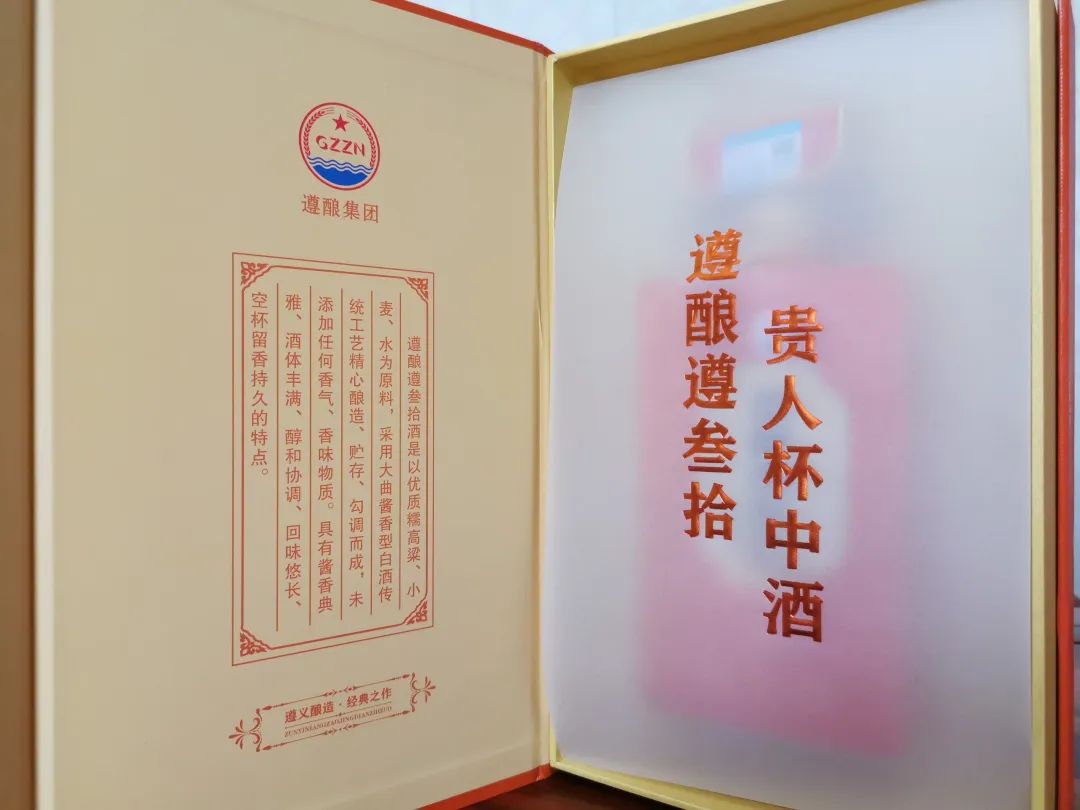 GZZN
遵酿集团
遵酿遵叁拾酒是以优质糯高粱、小
麦、水为原料，采用大曲酱香型白酒传
统工艺精心酿造、贮存、勾调而成，未
添加任何香气、香味物质。具有酱香典
雅、酒体丰满、醇和协调、回味悠长、
空杯留香持久的特点。
遵义酿造·经典之作
ZUNYINIANGZAOJINGDIANZHIZUO
贵人杯中酒
遵酿遵叁拾